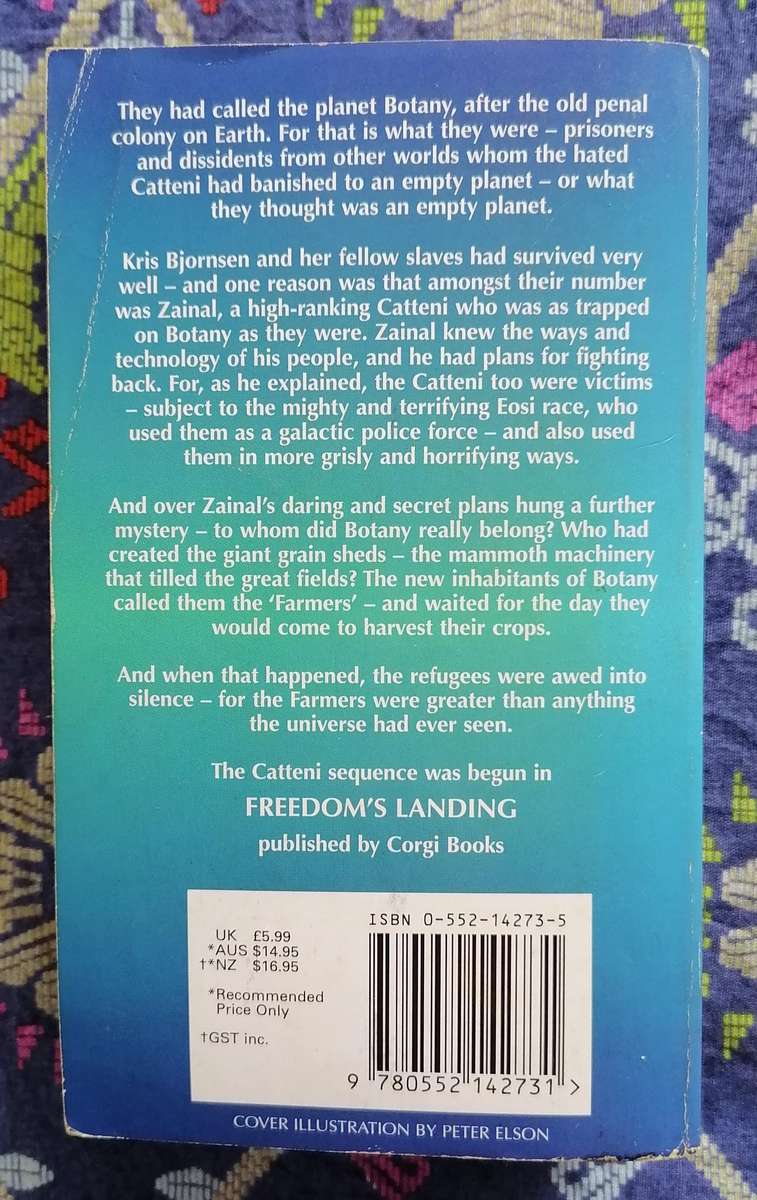 They had called the planet Botany, after the old penal
colony on Earth. For that is what they were – prisoners
and dissidents from other worlds whom the hated
Catteni had banished to an empty planet – or what
they thought was an empty planet.
Kris Bjornsen and her fellow slaves had survived very
well – and one reason was that amongst their number
was Zainal, a high-ranking Catteni who was as trapped
on Botany as they were. Zainal knew the ways and
technology of his people, and he had plans for fighting
back. For, as he explained, the Catteni too were victims
– subject to the mighty and terrifying Eosi race, who
used them as a galactic police force – and also used
them in more grisly and horrifying ways.
And over Zainal's daring and secret plans hung a further
mystery – to whom did Botany really belong? Who had
created the giant grain sheds – the mammoth machinery
that tilled the great fields? The new inhabitants of Botany
called them the 'Farmers' – and waited for the day they
would come to harvest their crops.
And when that happened, the refugees were awed into
silence – for the Farmers were greater than anything
the universe had ever seen.
The Catteni sequence was begun in
FREEDOM'S LANDING
published by Corgi Books
UK £5.99
*AUS $14.95
†*NZ $16.95
*Recommended
Price Only
†GST inc.
ISBN 0-552-14273-5
9 780552 142731 >
COVER ILLUSTRATION BY PETER ELSON